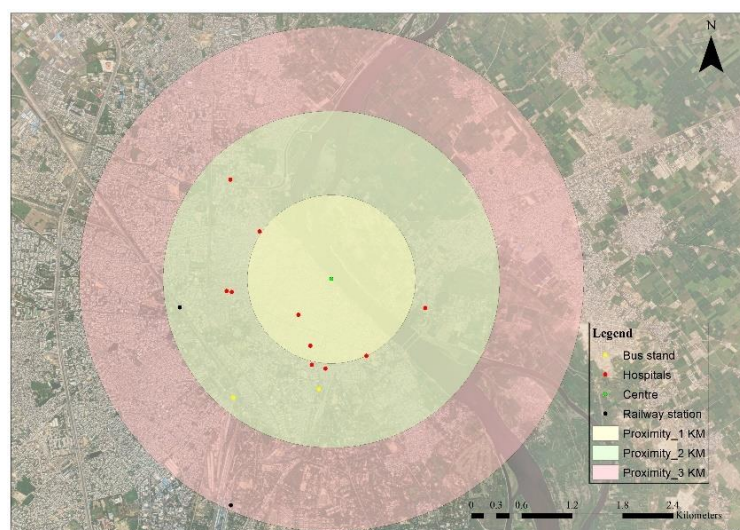 N
Legend
Bus stand
Hospitals
Centre
Railway station
Proximity_1 KM
Proximity_2 KM
Proximity_3 KM
0 0.3 0.6 1.2 1.8 2.4
Kilometers